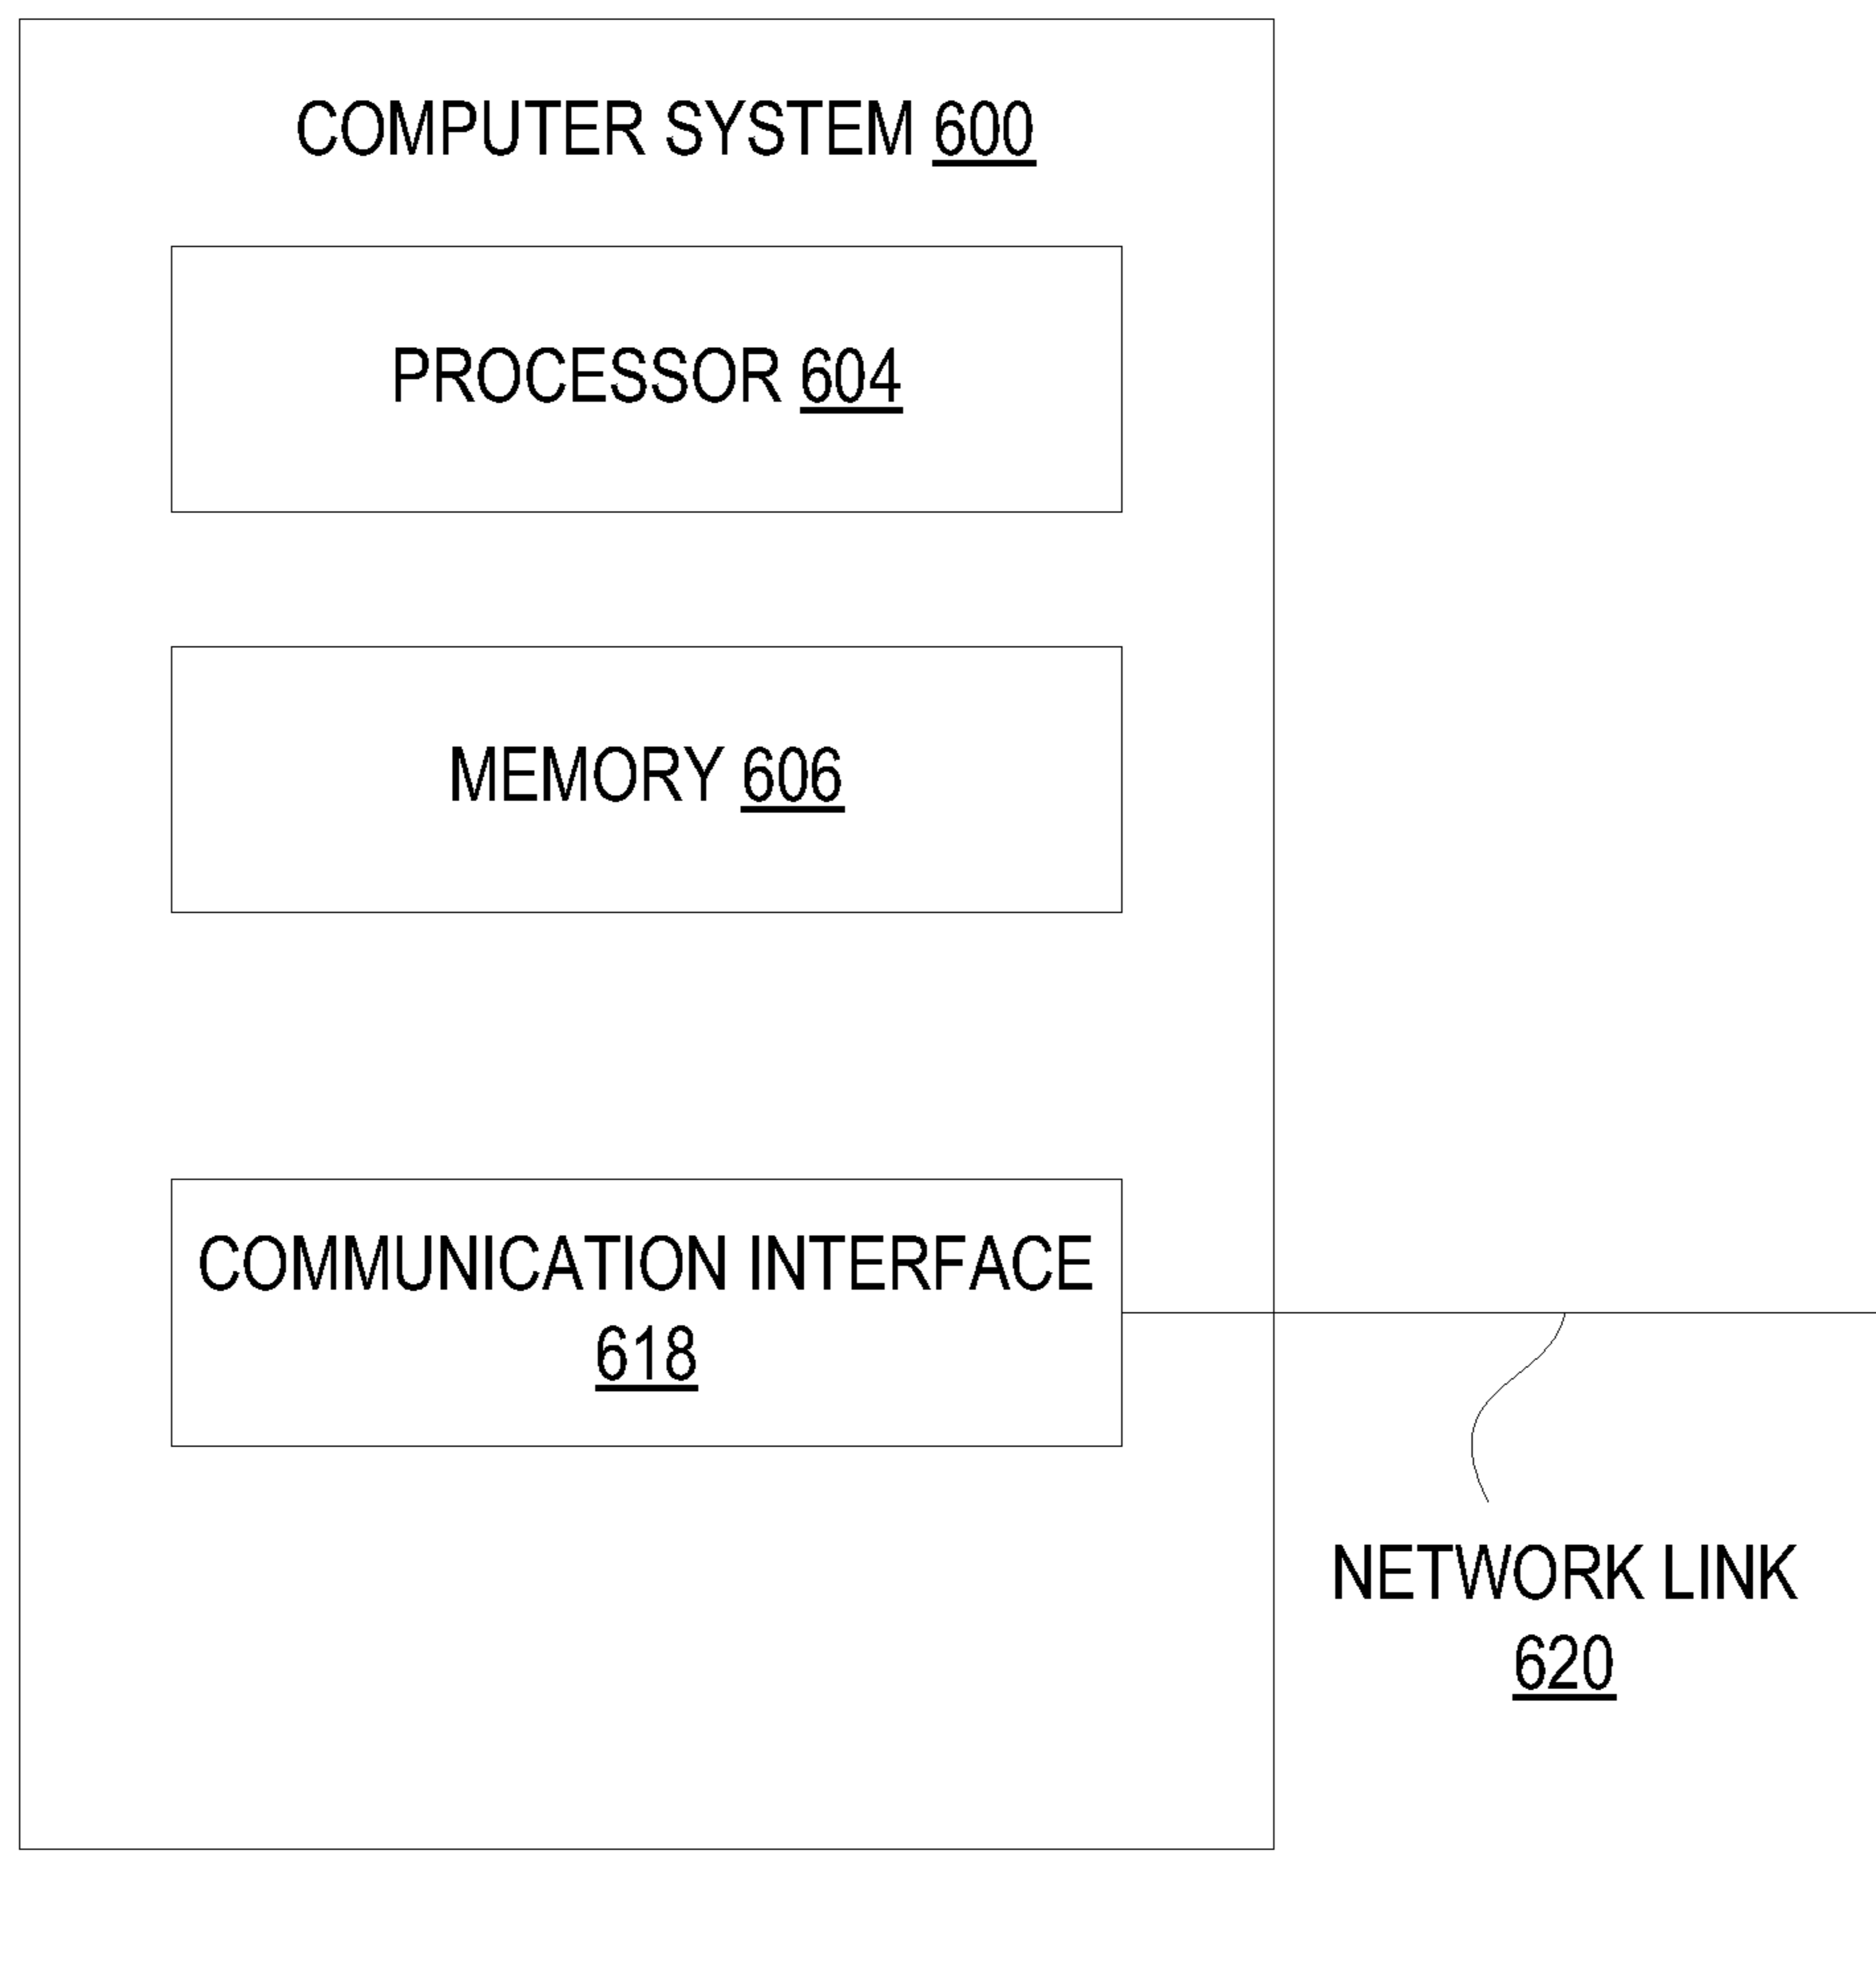 COMPUTER SYSTEM 600
PROCESSOR 604
MEMORY 606
COMMUNICATION INTERFACE
618
NETWORK LINK
620